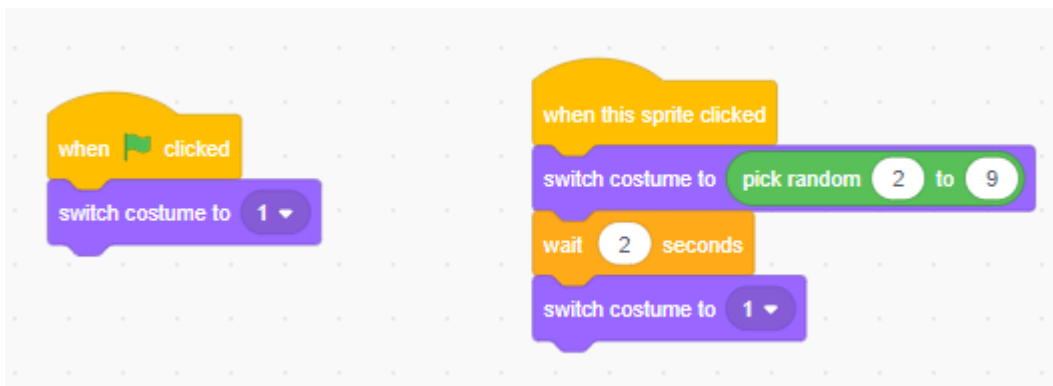 when clicked
switch costume to 1
when this sprite clicked
switch costume to pick random 2 to 9
wait 2 seconds
switch costume to 1